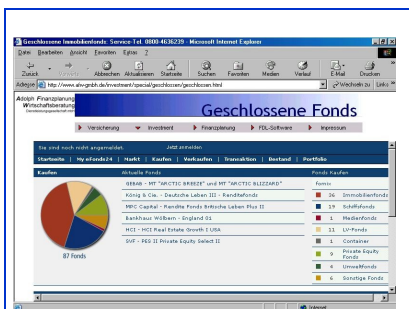 Geschlossene Immobilienfonds: Service Tel. 0800-4636239 - Microsoft Internet Explorer
Datei Bearbeiten Ansicht Favoriten Extras ?
Zurück Vorwärts Abbrechen Aktualisieren Startseite Suchen Favoriten Medien Verlauf E-Mail Drucken
Adresse http://www.afw-gmbh.de/investment/special/geschlossen/geschlossen.html Wechseln zu Links »
Adolph Finanzplanung
Wirtschaftsberatung
Geschlossene Fonds
Versicherung Investment Finanzplanung FDL-Software Impressum
Sie sind noch nicht angemeldet. Jetzt anmelden
Startseite | My eFonds24 | Markt | Kaufen | Verkaufen | Transaktion | Bestand | Portfolio
Kaufen Aktuelle Fonds Fonds Kaufen
GEBAB - MT "ARCTIC BREEZE" und MT "ARCTIC BLIZZARD"
König & Cie. - Deutsche Leben III - Renditefonds
MPC Capital - Rendite Fonds Britische Leben Plus II
Bankhaus Wölbern - England 01
HCI - HCI Real Estate Growth I USA
SVF - PES II Private Equity Select II
87 Fonds
36 Immobilienfonds
19 Schiffsfonds
1 Medienfonds
11 LV-Fonds
1 Container
9 Private Equity Fonds
4 Umweltfonds
6 Sonstige Fonds
Internet